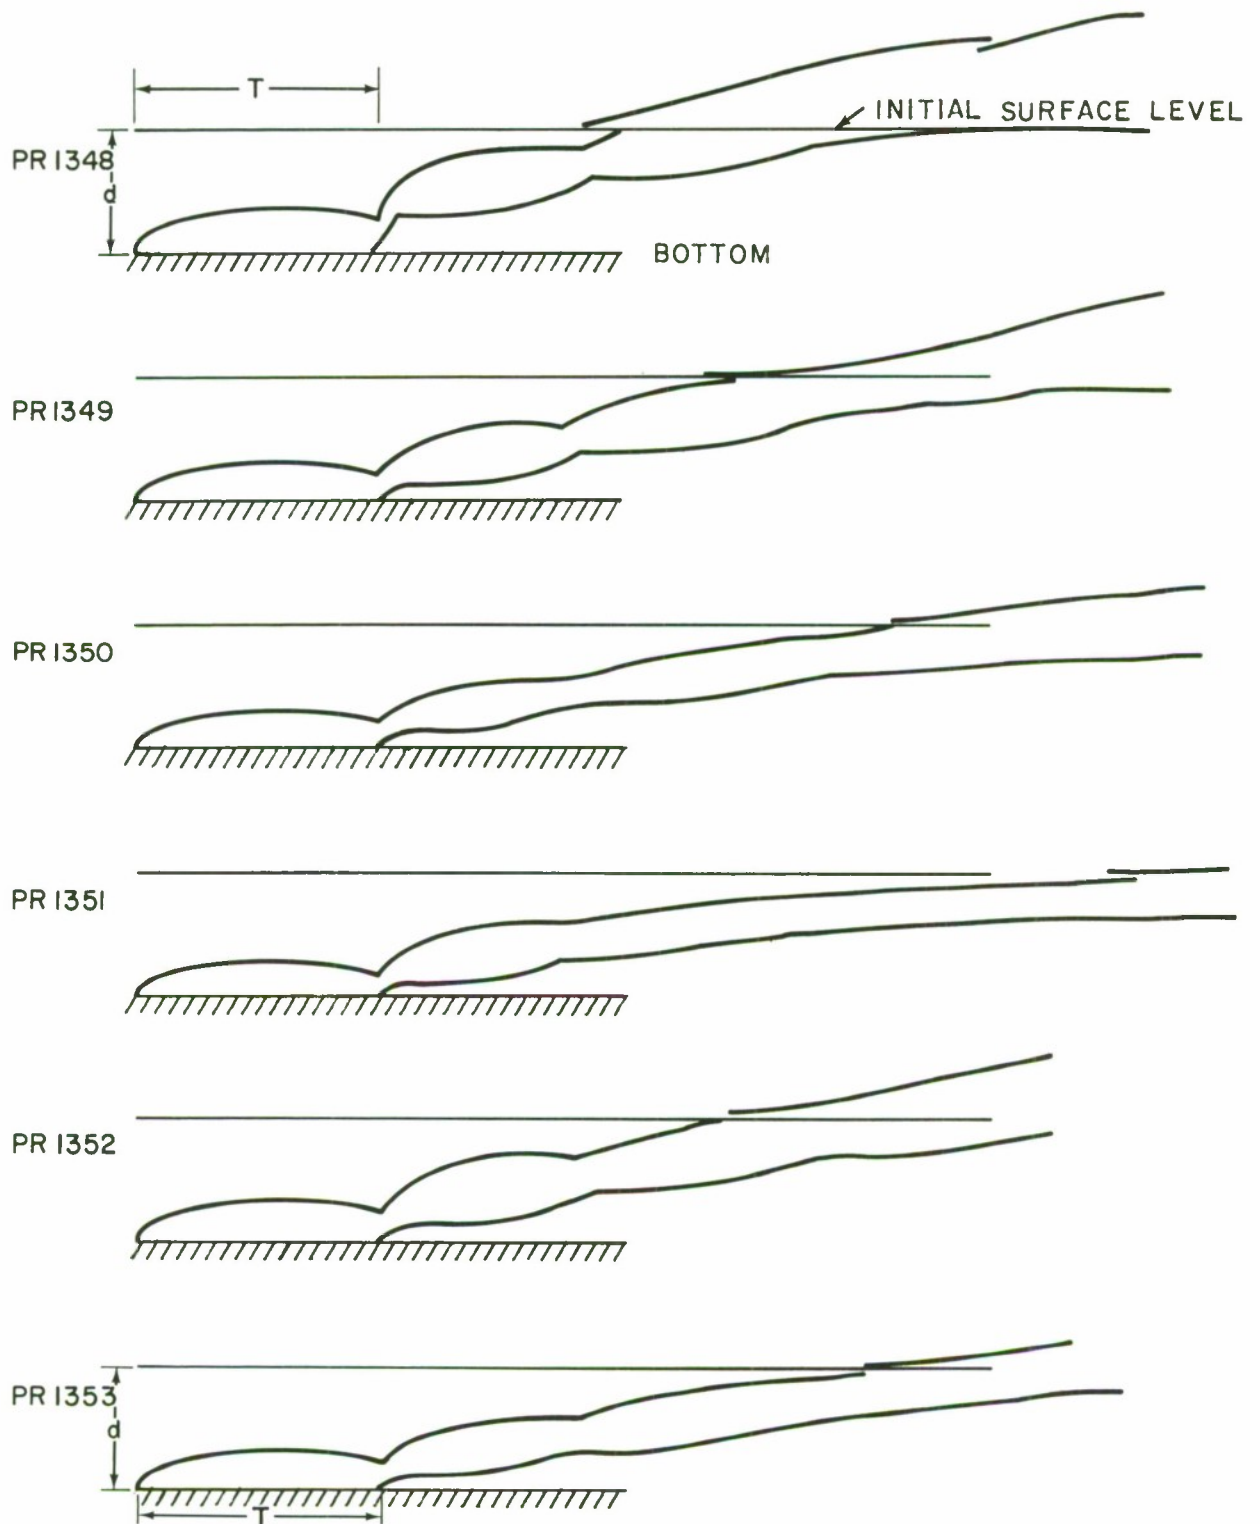 T
INITIAL SURFACE LEVEL
PR 1348
d
BOTTOM
PR 1349
PR 1350
PR 1351
PR 1352
PR 1353
d
T